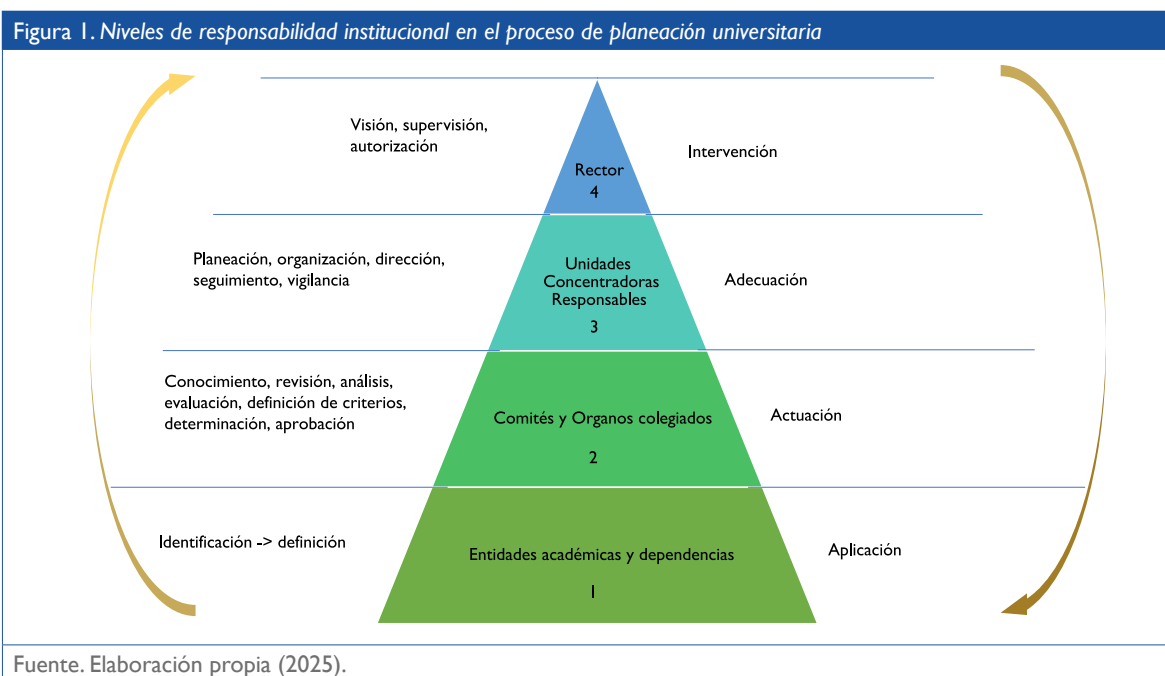 Figura 1. Niveles de responsabilidad institucional en el proceso de planeación universitaria
Visión, supervisión,
autorización
Rector
4
Intervención
Planeación, organización, dirección,
seguimiento, vigilancia
Unidades
Concentradoras
Responsables
3
Adecuación
Conocimiento, revisión, análisis,
evaluación, definición de criterios,
determinación, aprobación
Comités y Organos colegiados
2
Actuación
Identificación -> definición
Entidades académicas y dependencias
1
Aplicación
Fuente. Elaboración propia (2025).